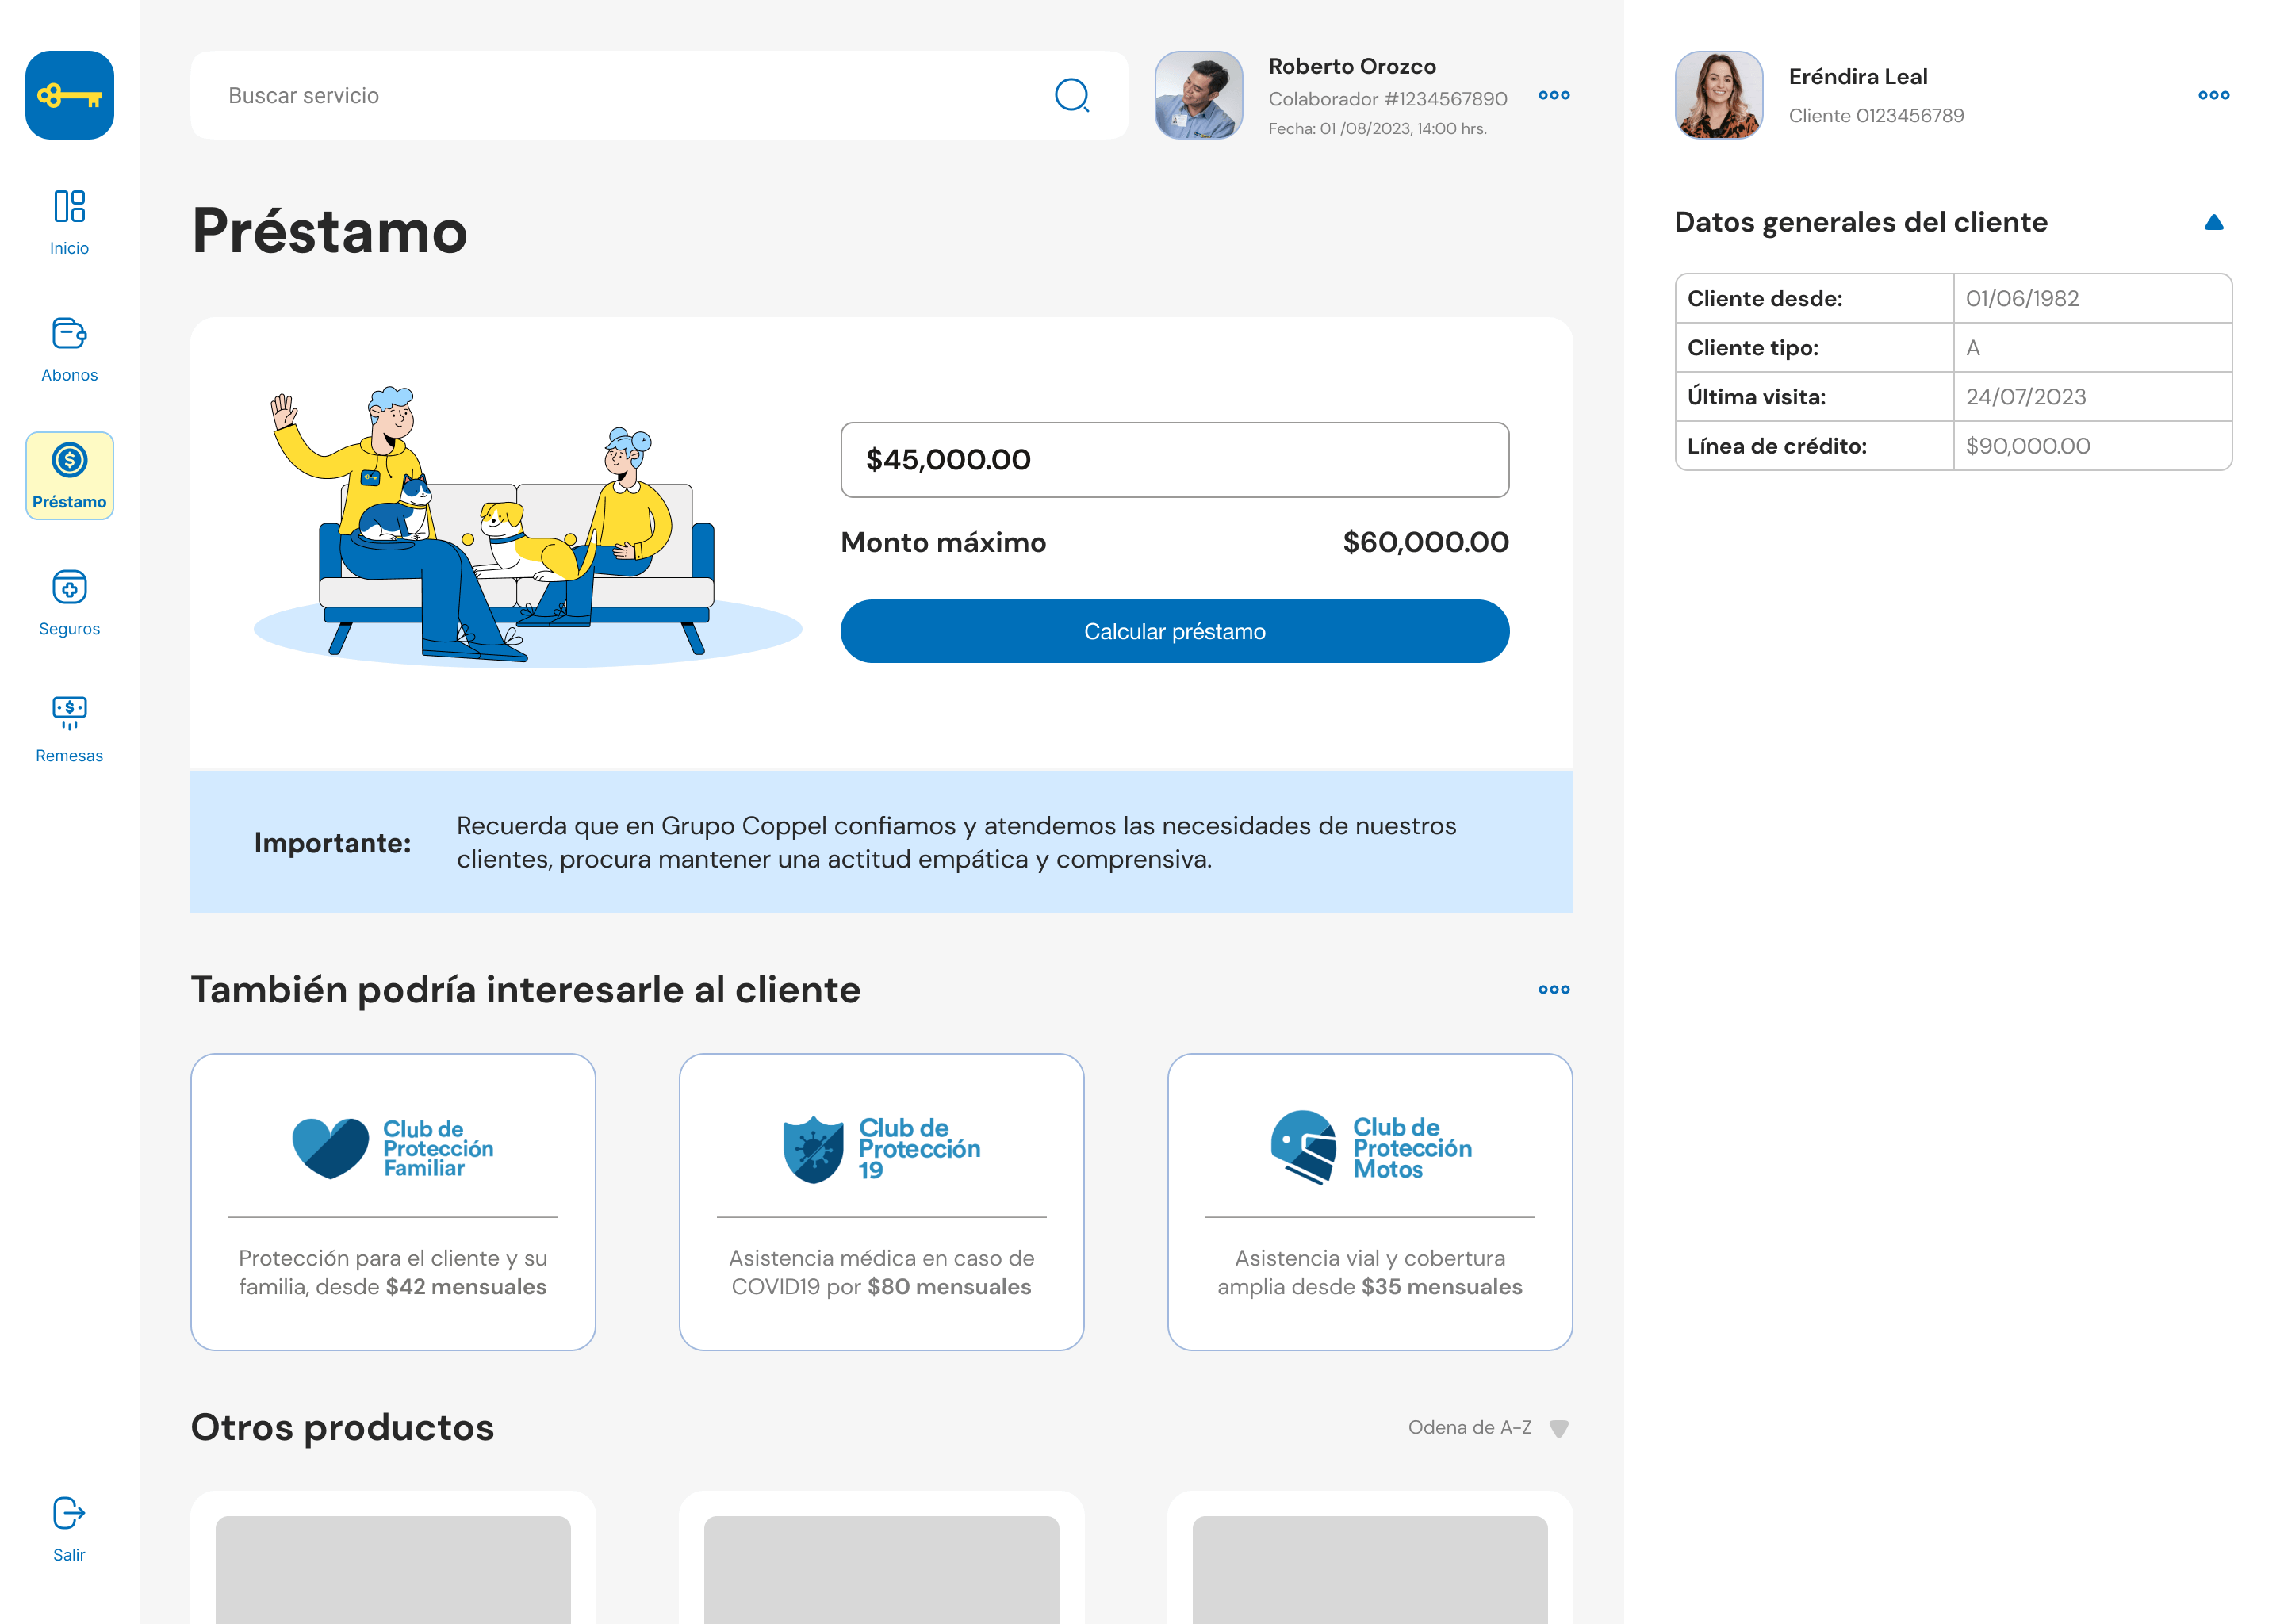 Buscar servicio
Roberto Orozco
Colaborador #1234567890
Fecha: 01 /08/2023, 14:00 hrs.
Eréndira Leal
Cliente 0123456789
Inicio
Abonos
Préstamo
Seguros
Remesas
Salir
Préstamo
$45,000.00
Monto máximo $60,000.00
Calcular préstamo
Importante:
Recuerda que en Grupo Coppel confiamos y atendemos las necesidades de nuestros
clientes, procura mantener una actitud empática y comprensiva.
También podría interesarle al cliente
Club de
Protección
Familiar
Protección para el cliente y su
familia, desde $42 mensuales
Club de
Protección
19
Asistencia médica en caso de
COVID19 por $80 mensuales
Club de
Protección
Motos
Asistencia vial y cobertura
amplia desde $35 mensuales
Otros productos
Odena de A-Z
Datos generales del cliente
Cliente desde: 01/06/1982
Cliente tipo: A
Última visita: 24/07/2023
Línea de crédito: $90,000.00